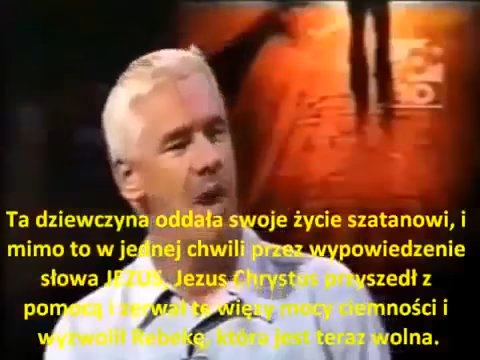 Ta dziewczyna oddała swoje życie szatanowi, i
mimo to w jednej chwili przez wypowiedzenie
słowa JEZUS, Jezus Chrystus przyszedł z
pomocą i zerwał te więzy mocy ciemności i
wyzwolił Rebekę, która jest teraz wolna.
10